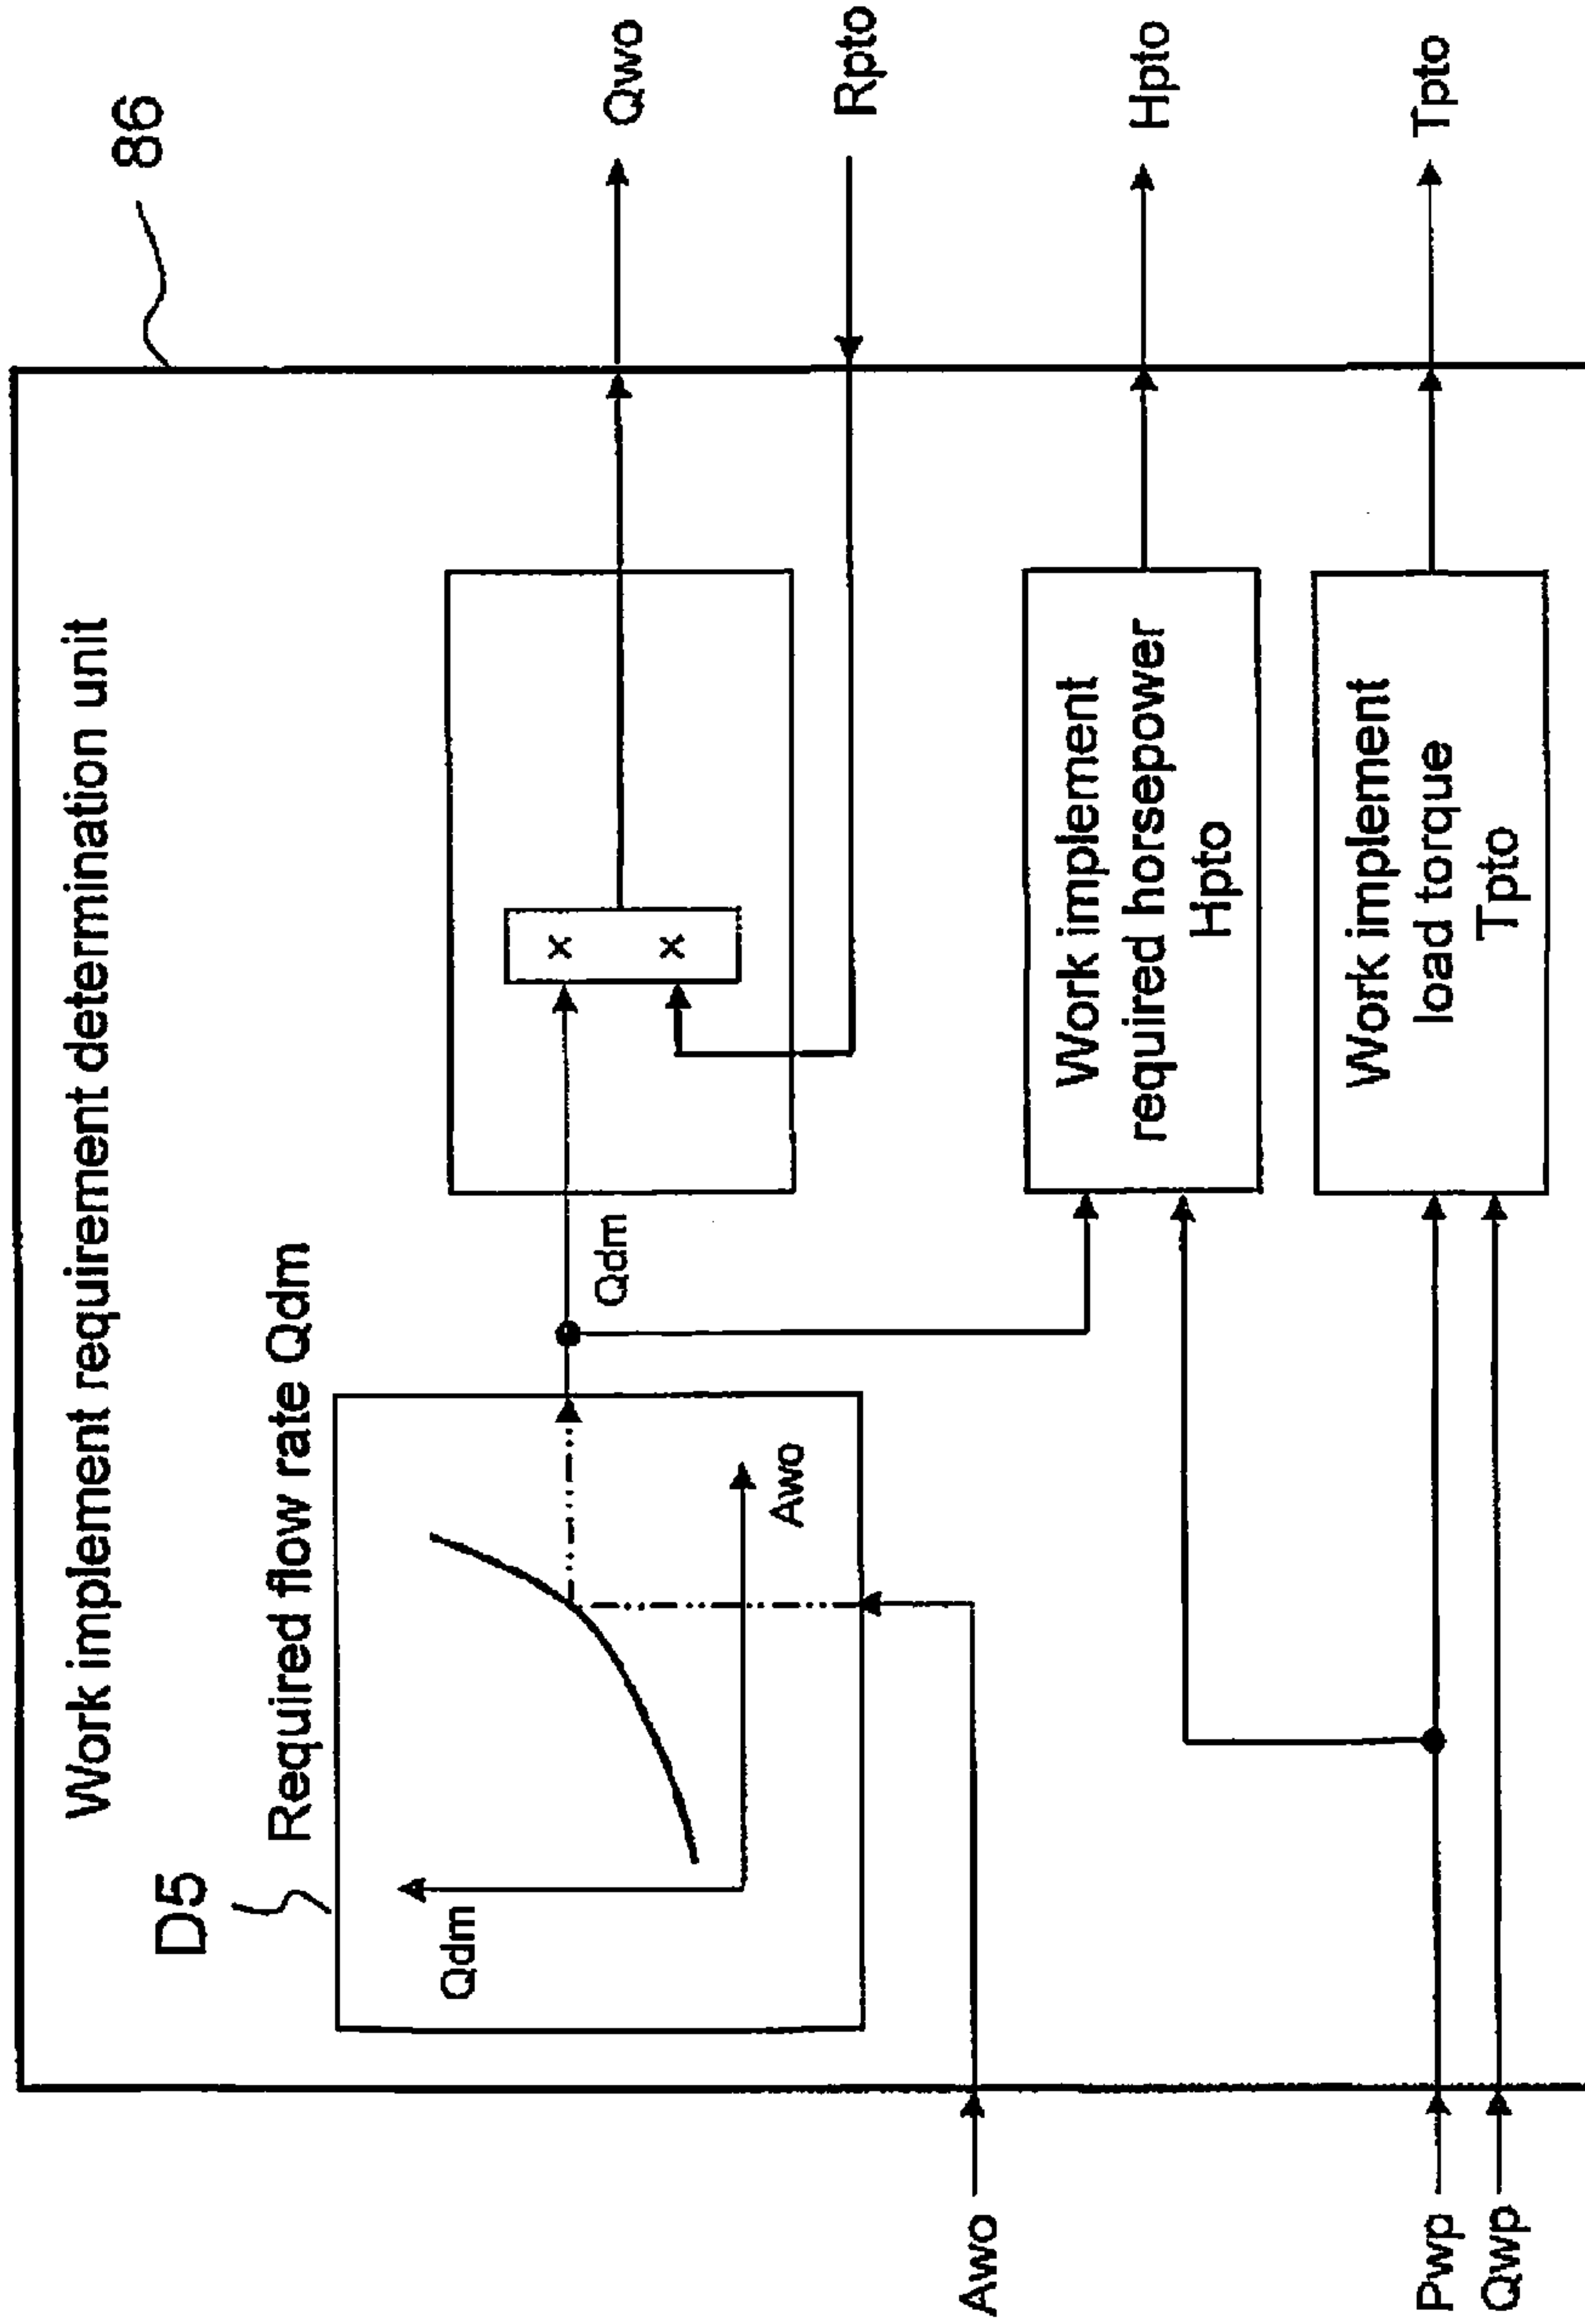 86
Work implement requirement determination unit
D5
Required flow rate Qdm
Qdm
Awo
Qdm
x
x
Qwo
Rpto
Work implement
required horsepower
Hpto
Hpto
Work implement
load torque
Tpto
Tpto
Awo
Pwp
Qwp